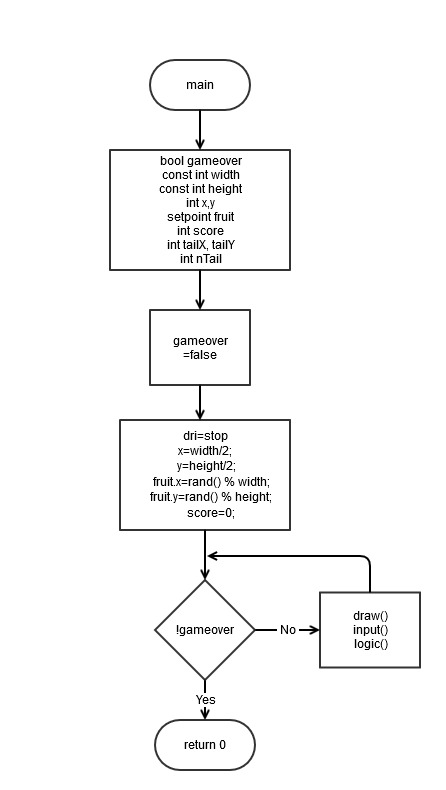 main
bool gameover
const int width
const int height
int x,y
setpoint fruit
int score
int tailX, tailY
int nTail
gameover
=false
dri=stop
x=width/2;
y=height/2;
fruit.x=rand() % width;
fruit.y=rand() % height;
score=0;
!gameover
No
draw()
input()
logic()
Yes
return 0